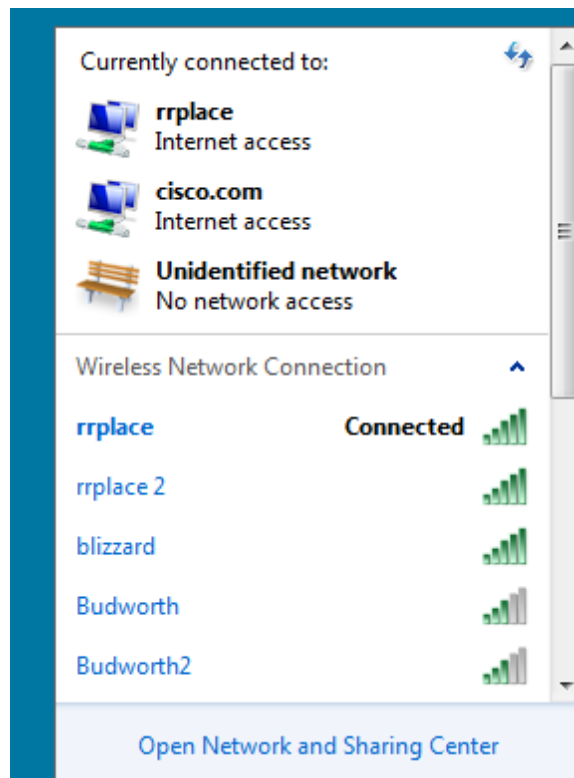 Currently connected to:
rrplace
Internet access
cisco.com
Internet access
Unidentified network
No network access
Wireless Network Connection
rrplace Connected
rrplace 2
blizzard
Budworth
Budworth2
Open Network and Sharing Center